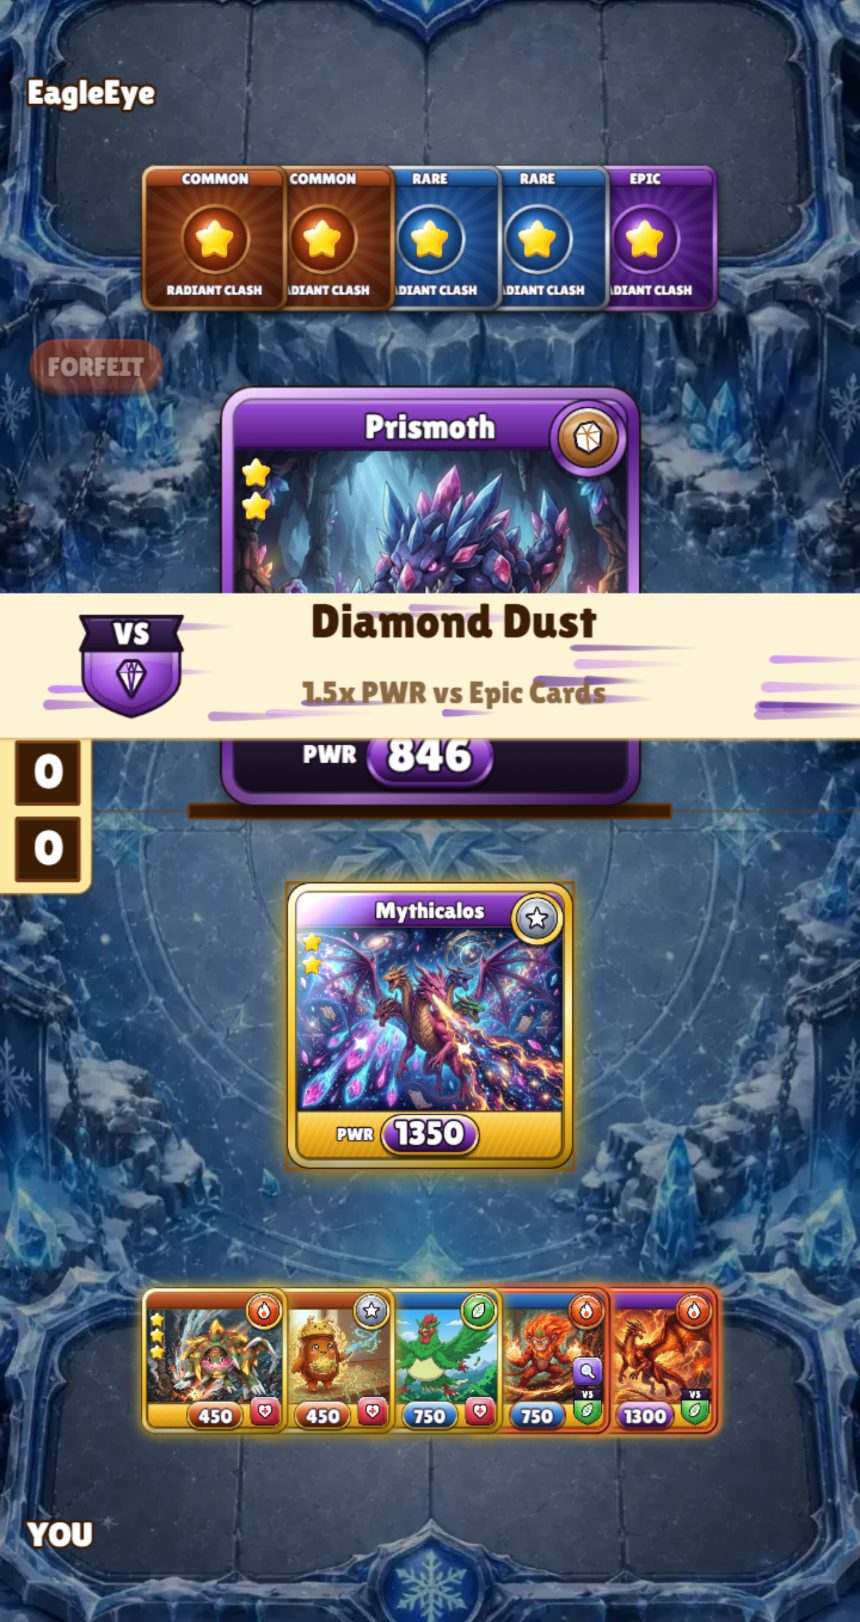 EagleEye
COMMON
COMMON
RARE
RARE
EPIC
RADIANT CLASH
DIANT CLASH
DIANT CLASH
DIANT CLASH
DIANT CLASH
FORFEIT
Prismoth
VS
Diamond Dust
1.5x PWR vs Epic Cards
PWR 846
0
0
Mythicalos
PWR 1350
VS
VS
450
450
750
750
1300
YOU